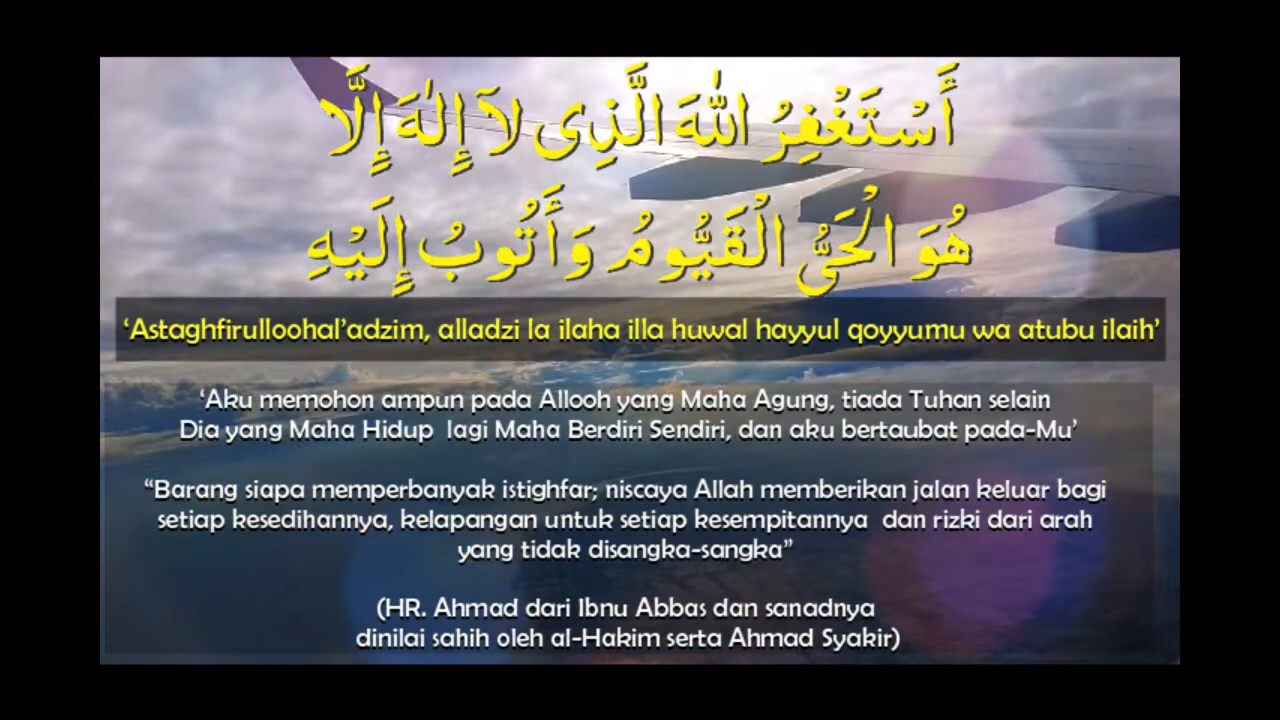 أَسْتَغْفِرُ اللّٰهَ الَّذِى لَآ إِلٰهَ إِلَّا
هُوَ الْحَىُّ الْقَيُّومُ وَأَتُوبُ إِلَيْهِ
‘Astaghfirulloohal’adzim, alladzi la ilaha illa huwal hayyul qoyyumu wa atubu ilaih’
‘Aku memohon ampun pada Allooh yang Maha Agung, tiada Tuhan selain
Dia yang Maha Hidup lagi Maha Berdiri Sendiri, dan aku bertaubat pada-Mu’
“Barang siapa memperbanyak istighfar; niscaya Allah memberikan jalan keluar bagi
setiap kesedihannya, kelapangan untuk setiap kesempitannya dan rizki dari arah
yang tidak disangka-sangka”
(HR. Ahmad dari Ibnu Abbas dan sanadnya
dinilai sahih oleh al-Hakim serta Ahmad Syakir)